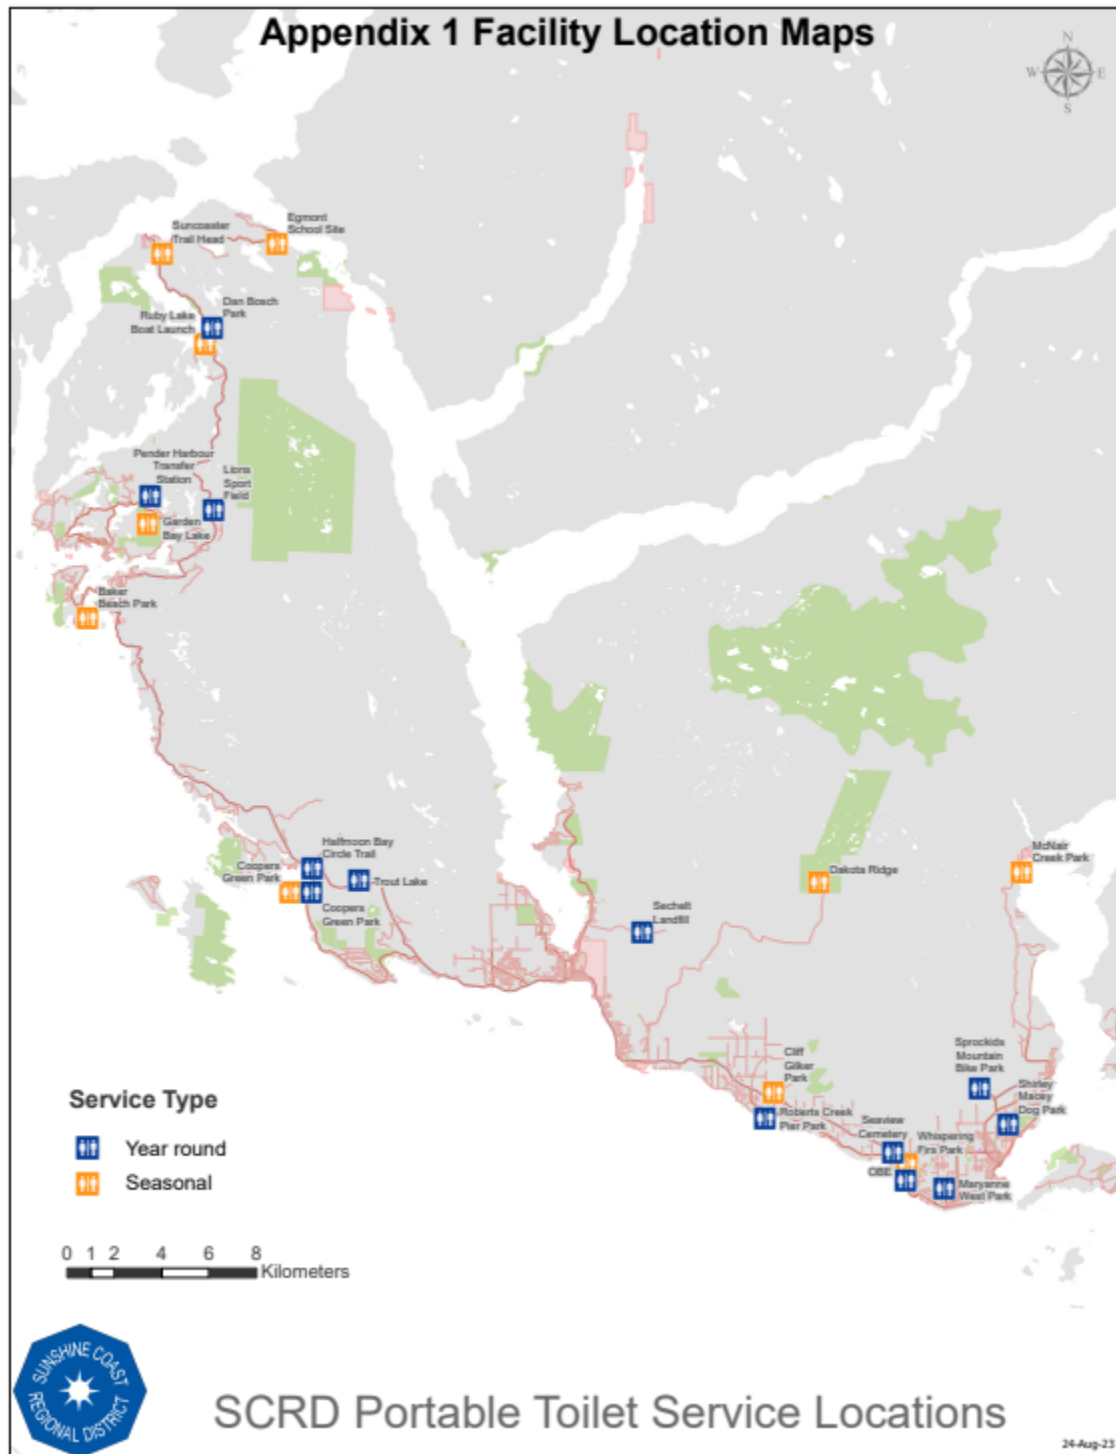 Appendix 1 Facility Location Maps
N
W
E
S
Suncoaster
Trail Head
Egmont
School Site
Dan Bosch
Park
Ruby Lake
Boat Launch
Pender Harbour
Transfer
Station
Lions
Sport
Field
Garden
Bay Lake
Baker
Beach Park
Halfmoon Bay
Circle Trail
Coopers
Green Park
Trout Lake
Coopers
Green Park
Sechelt
Landfill
Dakota Ridge
McNair
Creek Park
Cliff
Gilker
Park
Roberts Creek
Pier Park
Sprockids
Mountain
Bike Park
Shirley
Macey
Dog Park
Seaview
Cemetery
Whispering
Firs Park
OBE
Maryanne
West Park
Service Type
Year round
Seasonal
0 1 2 4 6 8
Kilometers
SUNSHINE COAST
REGIONAL DISTRICT
SCRD Portable Toilet Service Locations
24-Aug-23